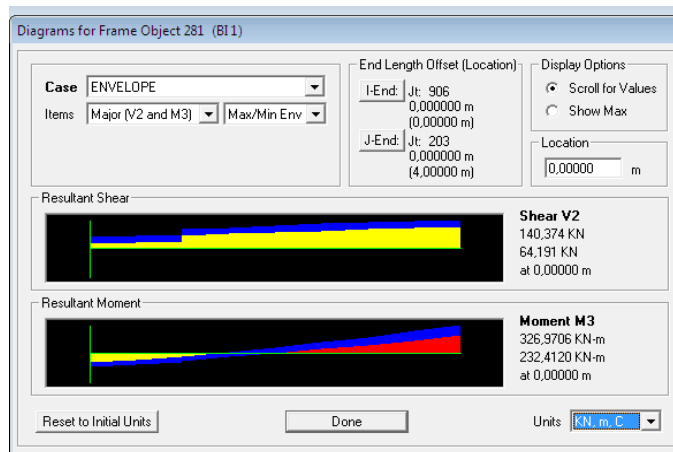 Diagrams for Frame Object 281 (BI 1)
Case ENVELOPE
Items Major (V2 and M3) Max/Min Env
End Length Offset (Location)
I-End: Jt: 906
0,000000 m
(0,00000 m)
J-End: Jt: 203
0,000000 m
(4,00000 m)
Display Options
Scroll for Values
Show Max
Location
0,00000 m
Resultant Shear
Shear V2
140,374 KN
64,191 KN
at 0,00000 m
Resultant Moment
Moment M3
326,9706 KN-m
232,4120 KN-m
at 0,00000 m
Reset to Initial Units
Done
Units KN, m, C